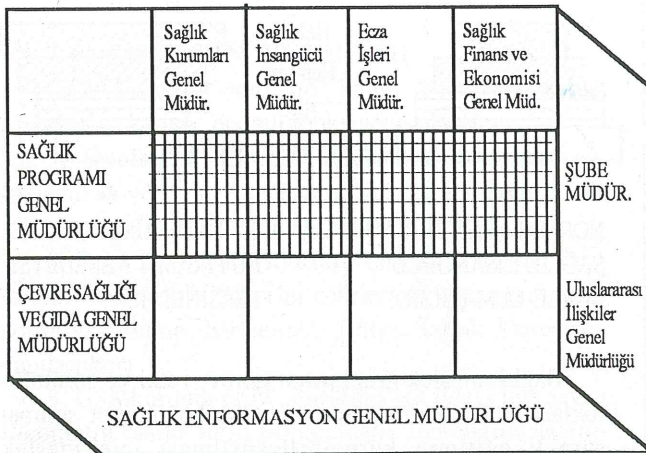 Sağlık
Kurumları
Genel
Müdür.
Sağlık
İnsangücü
Genel
Müdür.
Ecza
İşleri
Genel
Müdür.
Sağlık
Finans ve
Ekonomisi
Genel Müd.
SAĞLIK
PROGRAMI
GENEL
MÜDÜRLÜĞÜ
ŞUBE
MÜDÜR.
ÇEVRE SAĞLIĞI
VE GIDA GENEL
MÜDÜRLÜĞÜ
Uluslararası
İlişkiler
Genel
Müdürlüğü
SAĞLIK ENFORMASYON GENEL MÜDÜRLÜĞÜ